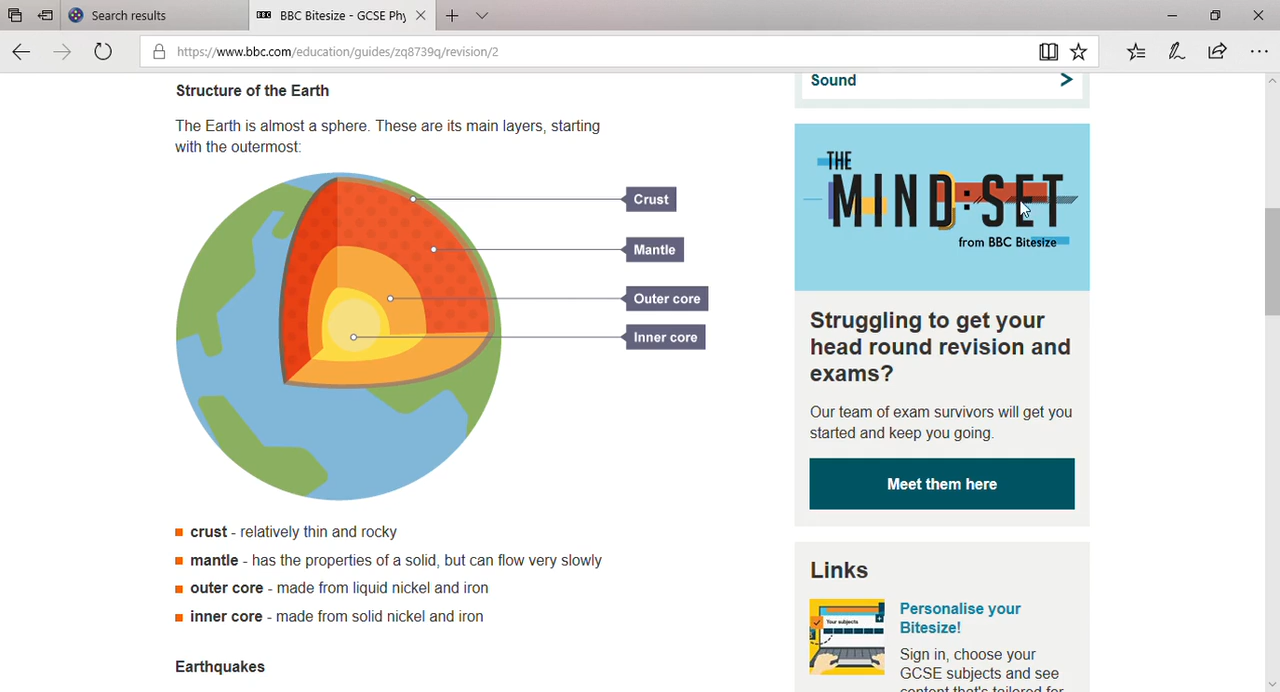 Search results
BBC BBC Bitesize - GCSE Phy
https://www.bbc.com/education/guides/zq8739q/revision/2
Structure of the Earth
The Earth is almost a sphere. These are its main layers, starting
with the outermost:
Crust
Mantle
Outer core
Inner core
crust - relatively thin and rocky
mantle - has the properties of a solid, but can flow very slowly
outer core - made from liquid nickel and iron
inner core - made from solid nickel and iron
Earthquakes
Sound
THE
MIND:SET
from BBC Bitesize
Struggling to get your
head round revision and
exams?
Our team of exam survivors will get you
started and keep you going.
Meet them here
Links
Your subjects
Personalise your
Bitesize!
Sign in, choose your
GCSE subjects and see
content that's tailored for